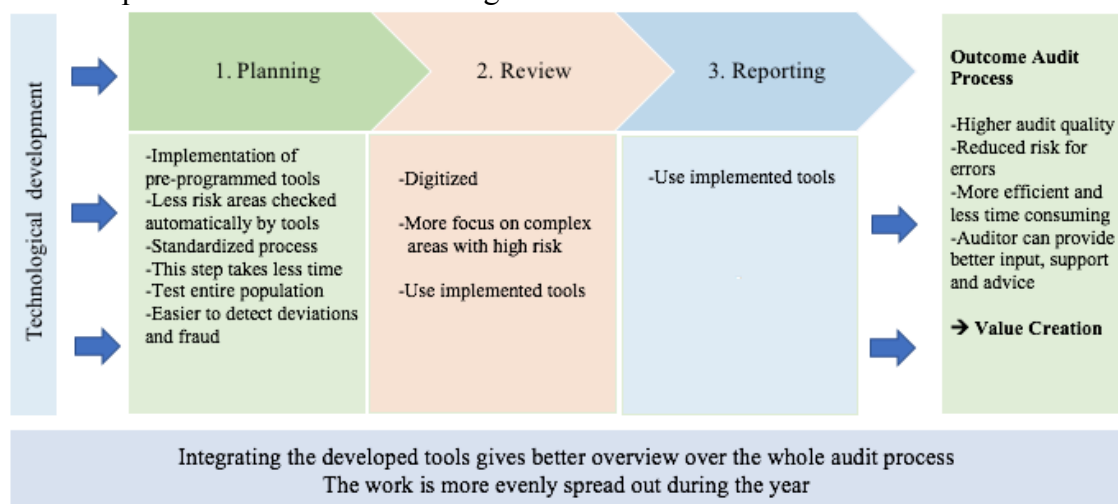 Technological development
1. Planning
2. Review
3. Reporting
-Implementation of
pre-programmed tools
-Less risk areas checked
automatically by tools
-Standardized process
-This step takes less time
-Test entire population
-Easier to detect deviations
and fraud
-Digitized
-More focus on complex
areas with high risk
-Use implemented tools
-Use implemented tools
Outcome Audit
Process
-Higher audit quality
-Reduced risk for
errors
-More efficient and
less time consuming
-Auditor can provide
better input, support
and advice
→ Value Creation
Integrating the developed tools gives better overview over the whole audit process
The work is more evenly spread out during the year